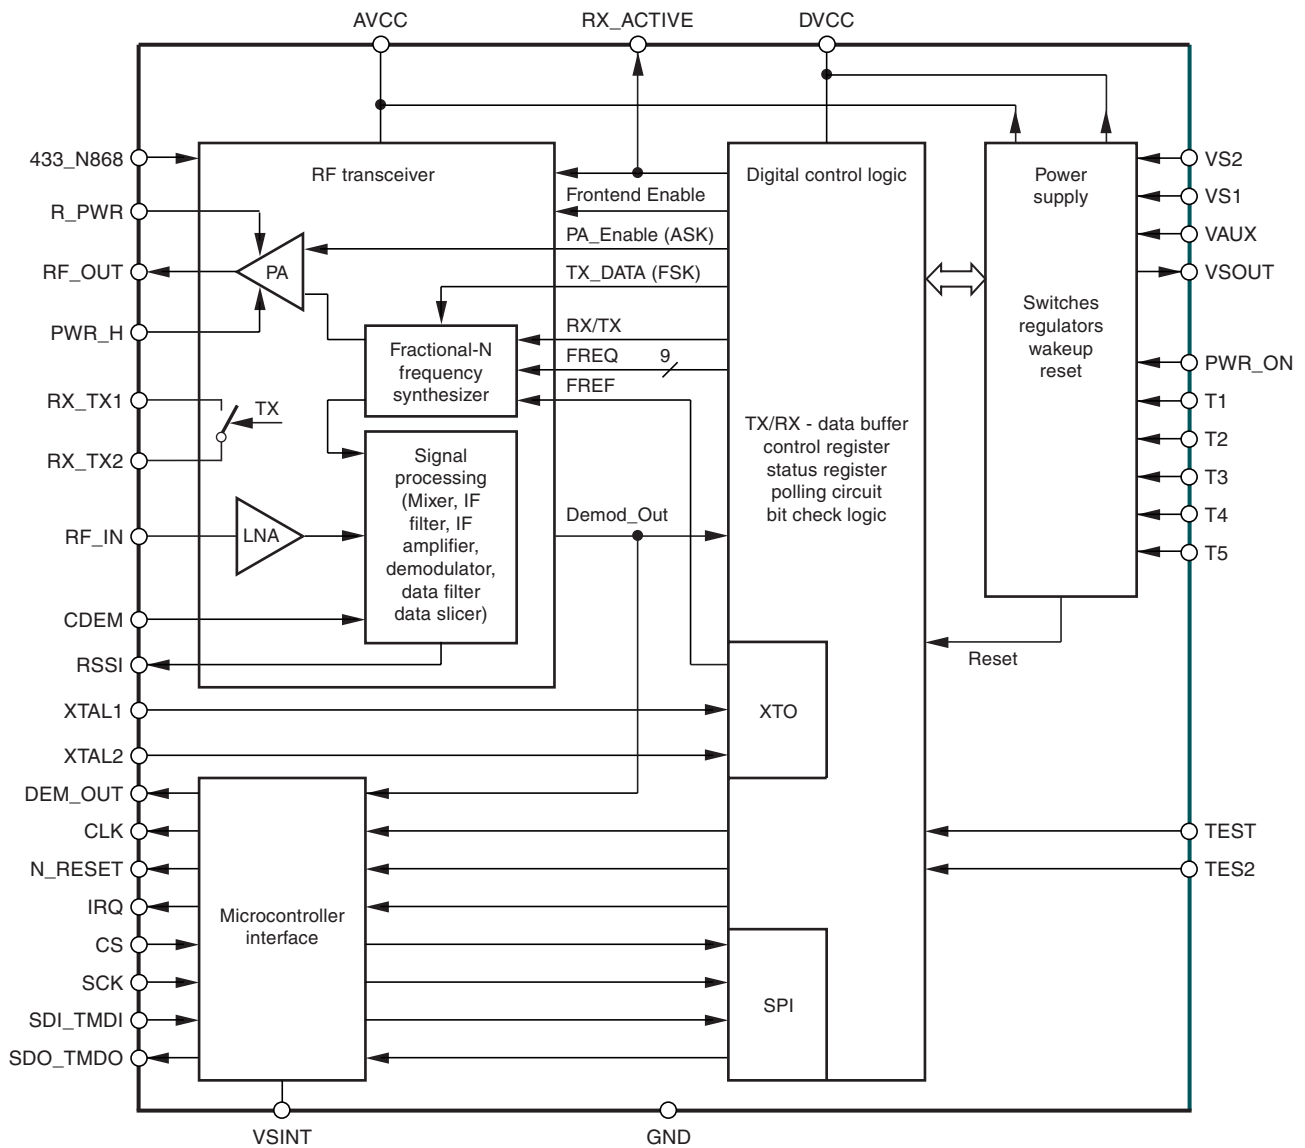 AVCC
RX_ACTIVE
DVCC
433_N868
R_PWR
RF_OUT
PWR_H
RX_TX1
RX_TX2
RF_IN
CDEM
RSSI
XTAL1
XTAL2
DEM_OUT
CLK
N_RESET
IRQ
CS
SCK
SDI_TMDI
SDO_TMDO
RF transceiver
PA
TX
LNA
Fractional-N
frequency
synthesizer
Signal
processing
(Mixer, IF
filter, IF
amplifier,
demodulator,
data filter
data slicer)
Frontend Enable
PA_Enable (ASK)
TX_DATA (FSK)
RX/TX
FREQ
9
FREF
Demod_Out
Digital control logic
TX/RX - data buffer
control register
status register
polling circuit
bit check logic
XTO
SPI
Microcontroller
interface
Power
supply
Switches
regulators
wakeup
reset
Reset
VS2
VS1
VAUX
VSOUT
PWR_ON
T1
T2
T3
T4
T5
TEST
TES2
VSINT
GND